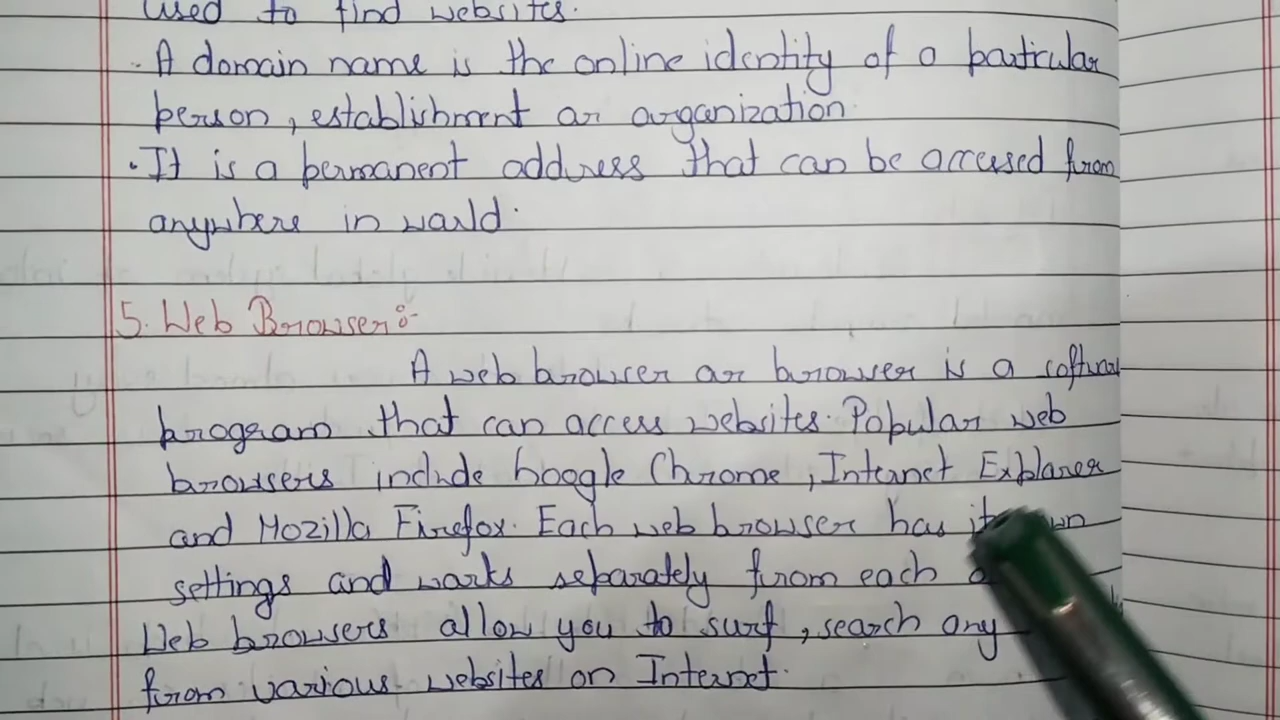 used to find websites.
. A domain name is the online identity of a particular
person, establishment or organization.
. It is a permanent address that can be accessed from
anywhere in world.
5. Web Browser:-
A web browser or browser is a software
program that can access websites. Popular web
browsers include Google Chrome, Internet Explorer
and Mozilla Firefox. Each web browser has its own
settings and works separately from each
Web browsers allow you to surf, search any
from various websites on Internet.